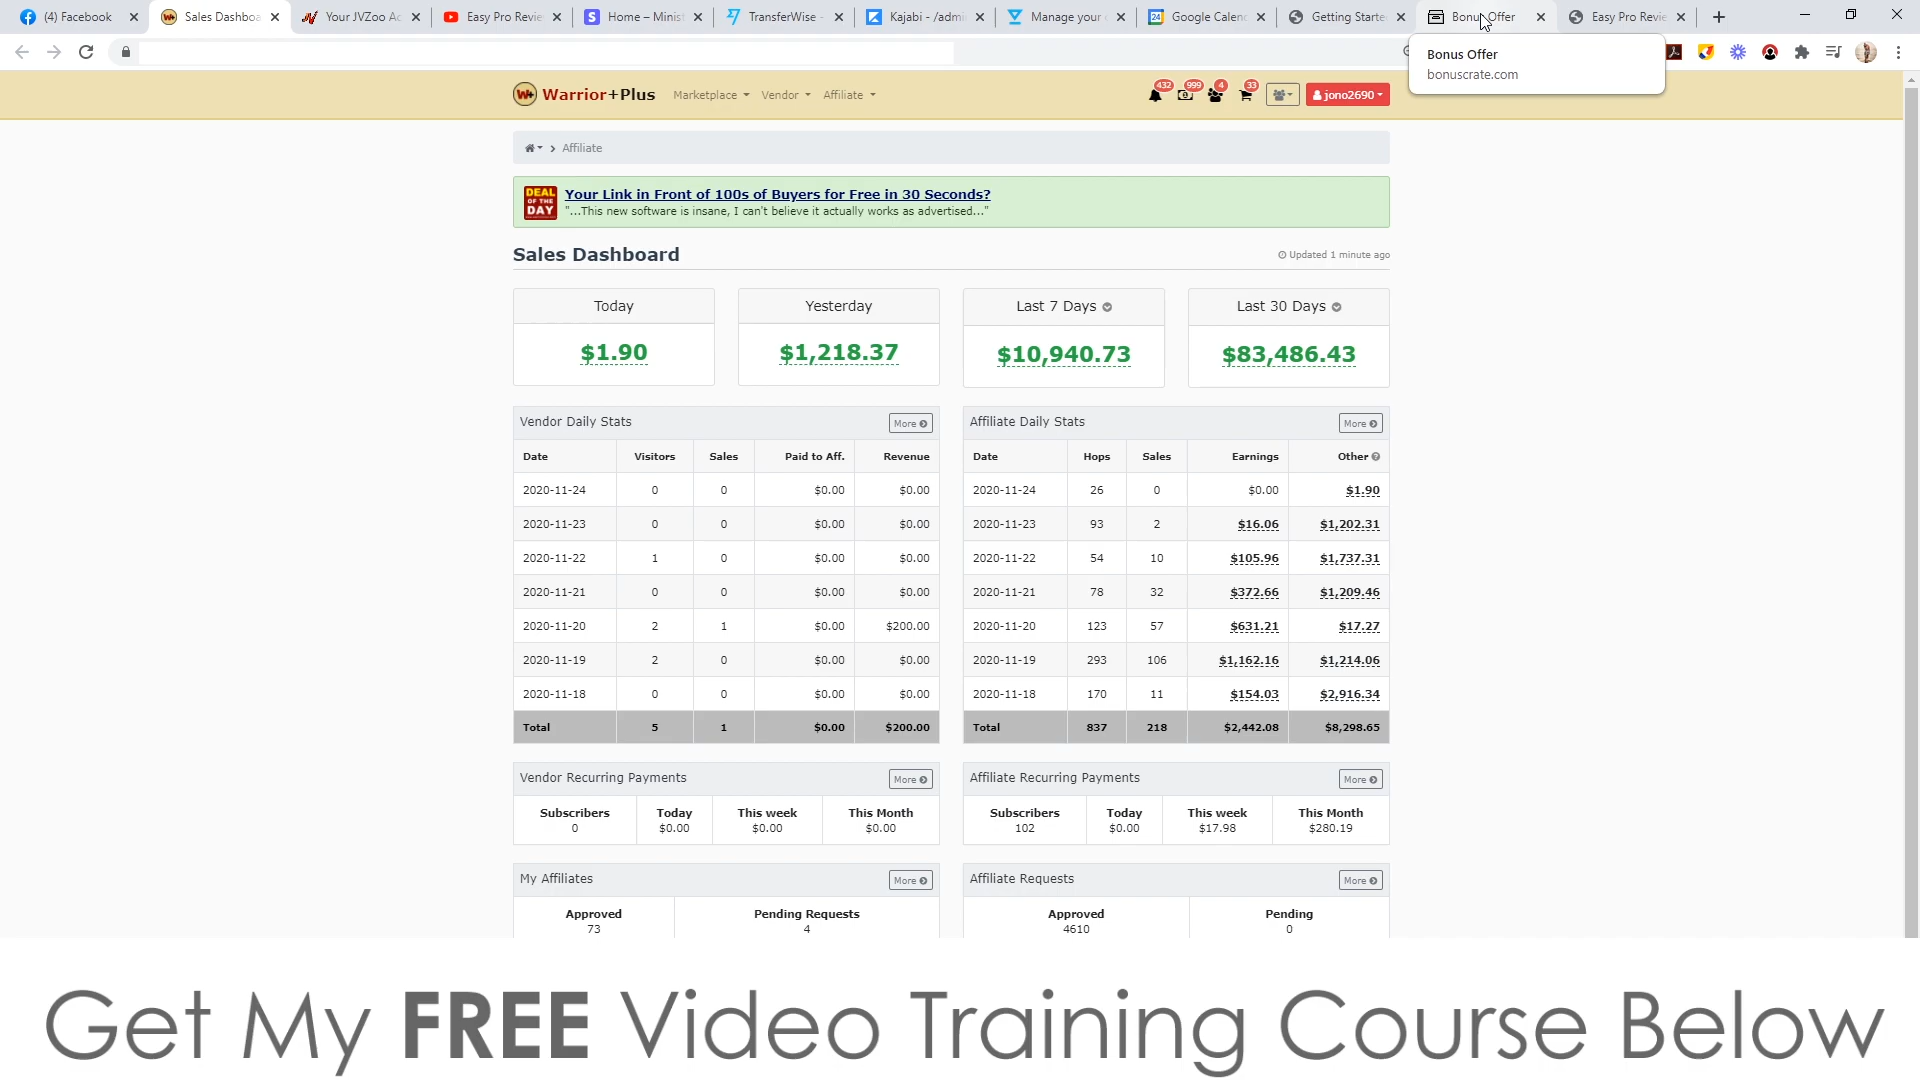 (4) Facebook
Sales Dashboa
Your JVZoo Ac
Easy Pro Revie
Home – Minist
TransferWise -
Kajabi - /admi
Manage your
Google Calen
Getting Starte
Bonus Offer
Easy Pro Revie
Bonus Offer
bonuscrate.com
Warrior+Plus
Marketplace
Vendor
Affiliate
432
999
4
33
jono2690
Affiliate
DEAL OF THE DAY
Your Link in Front of 100s of Buyers for Free in 30 Seconds?
"...This new software is insane, I can't believe it actually works as advertised..."
Sales Dashboard
Updated 1 minute ago
Today
$1.90
Yesterday
$1,218.37
Last 7 Days
$10,940.73
Last 30 Days
$83,486.43
Vendor Daily Stats More
Date Visitors Sales Paid to Aff. Revenue
2020-11-24 0 0 $0.00 $0.00
2020-11-23 0 0 $0.00 $0.00
2020-11-22 1 0 $0.00 $0.00
2020-11-21 0 0 $0.00 $0.00
2020-11-20 2 1 $0.00 $200.00
2020-11-19 2 0 $0.00 $0.00
2020-11-18 0 0 $0.00 $0.00
Total 5 1 $0.00 $200.00
Affiliate Daily Stats More
Date Hops Sales Earnings Other
2020-11-24 26 0 $0.00 $1.90
2020-11-23 93 2 $16.06 $1,202.31
2020-11-22 54 10 $105.96 $1,737.31
2020-11-21 78 32 $372.66 $1,209.46
2020-11-20 123 57 $631.21 $17.27
2020-11-19 293 106 $1,162.16 $1,214.06
2020-11-18 170 11 $154.03 $2,916.34
Total 837 218 $2,442.08 $8,298.65
Vendor Recurring Payments More
Subscribers Today This week This Month
0 $0.00 $0.00 $0.00
Affiliate Recurring Payments More
Subscribers Today This week This Month
102 $0.00 $17.98 $280.19
My Affiliates More
Approved Pending Requests
73 4
Affiliate Requests More
Approved Pending
4610 0
Get My FREE Video Training Course Below